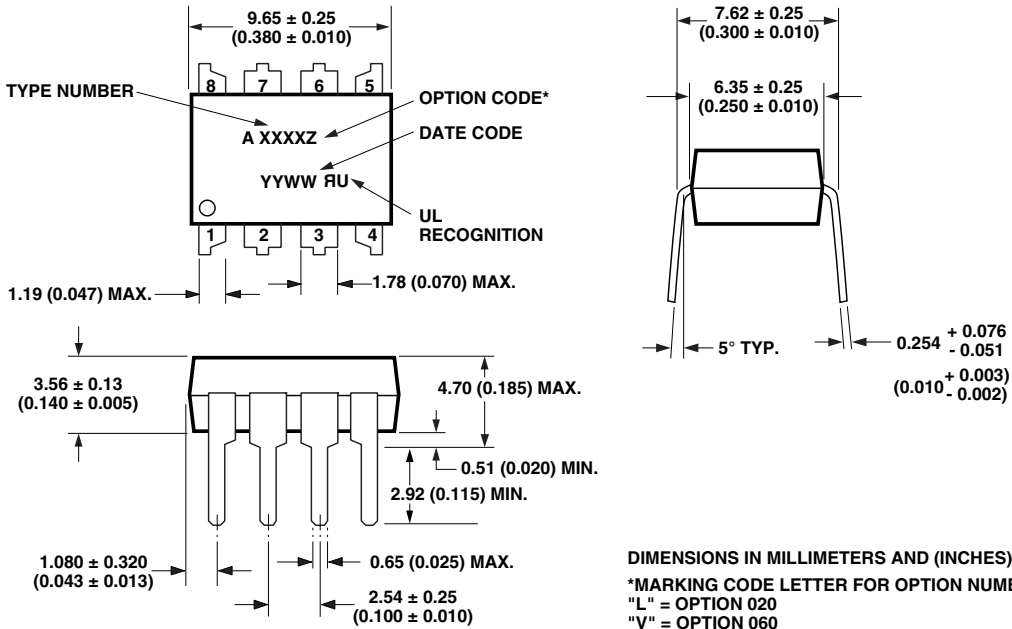 9.65 ± 0.25
(0.380 ± 0.010)
8 7 6 5
TYPE NUMBER
OPTION CODE*
A XXXXZ
DATE CODE
YYWW RU
UL
RECOGNITION
1 2 3 4
1.19 (0.047) MAX.
1.78 (0.070) MAX.
7.62 ± 0.25
(0.300 ± 0.010)
6.35 ± 0.25
(0.250 ± 0.010)
5° TYP.
0.254 + 0.076
- 0.051
(0.010 + 0.003)
- 0.002)
3.56 ± 0.13
(0.140 ± 0.005)
4.70 (0.185) MAX.
0.51 (0.020) MIN.
2.92 (0.115) MIN.
1.080 ± 0.320
(0.043 ± 0.013)
0.65 (0.025) MAX.
2.54 ± 0.25
(0.100 ± 0.010)
DIMENSIONS IN MILLIMETERS AND (INCHES)
*MARKING CODE LETTER FOR OPTION
"L" = OPTION 020
"V" = OPTION 060